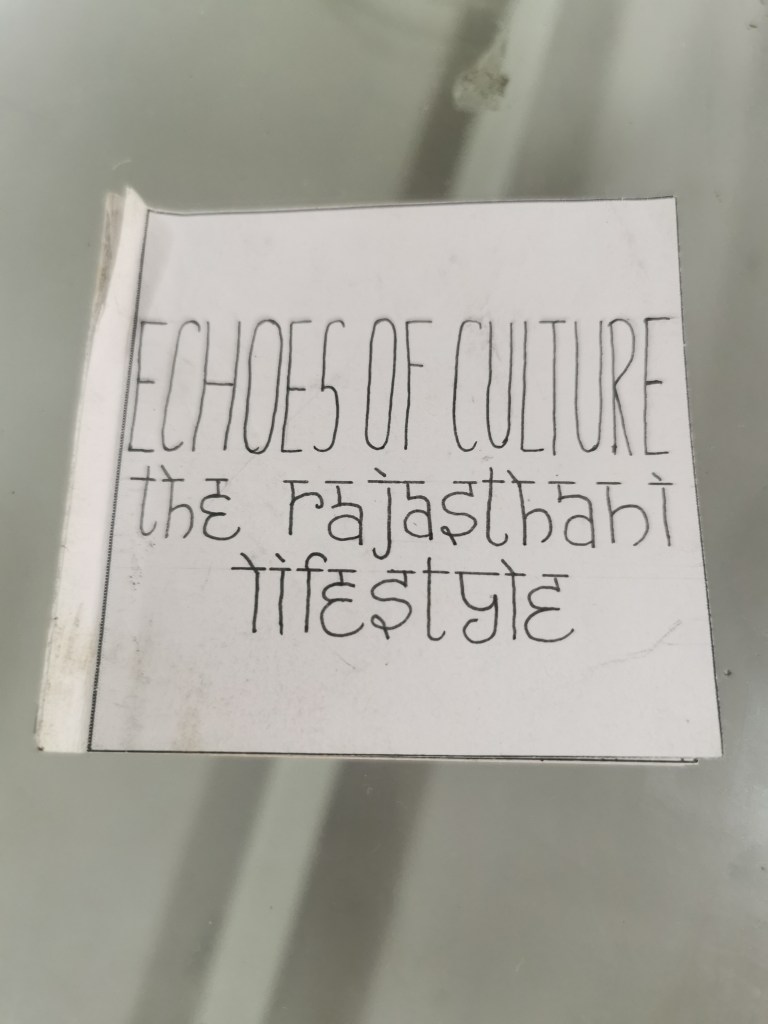 ECHOES OF CULTURE
the rajasthani
lifestyle